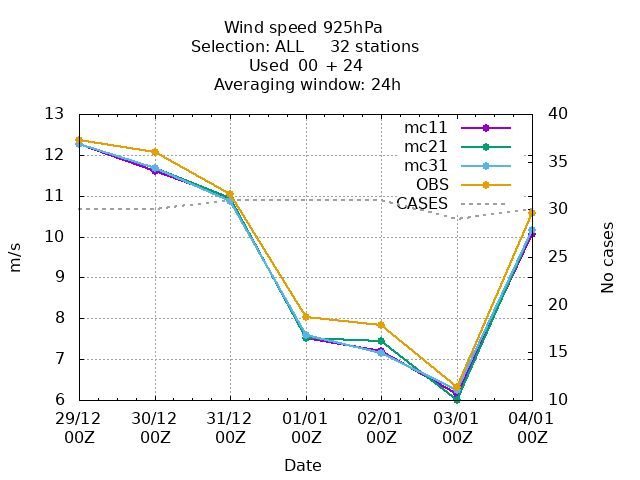 Wind speed 925hPa
Selection: ALL     32 stations
Used  00  + 24
Averaging window: 24h
13
12
11
10
9
8
7
6
m/s
40
35
30
25
20
15
10
No cases
mc11
mc21
mc31
OBS
CASES
29/12 30/12 31/12 01/01 02/01 03/01 04/01
00Z 00Z 00Z 00Z 00Z 00Z 00Z
Date